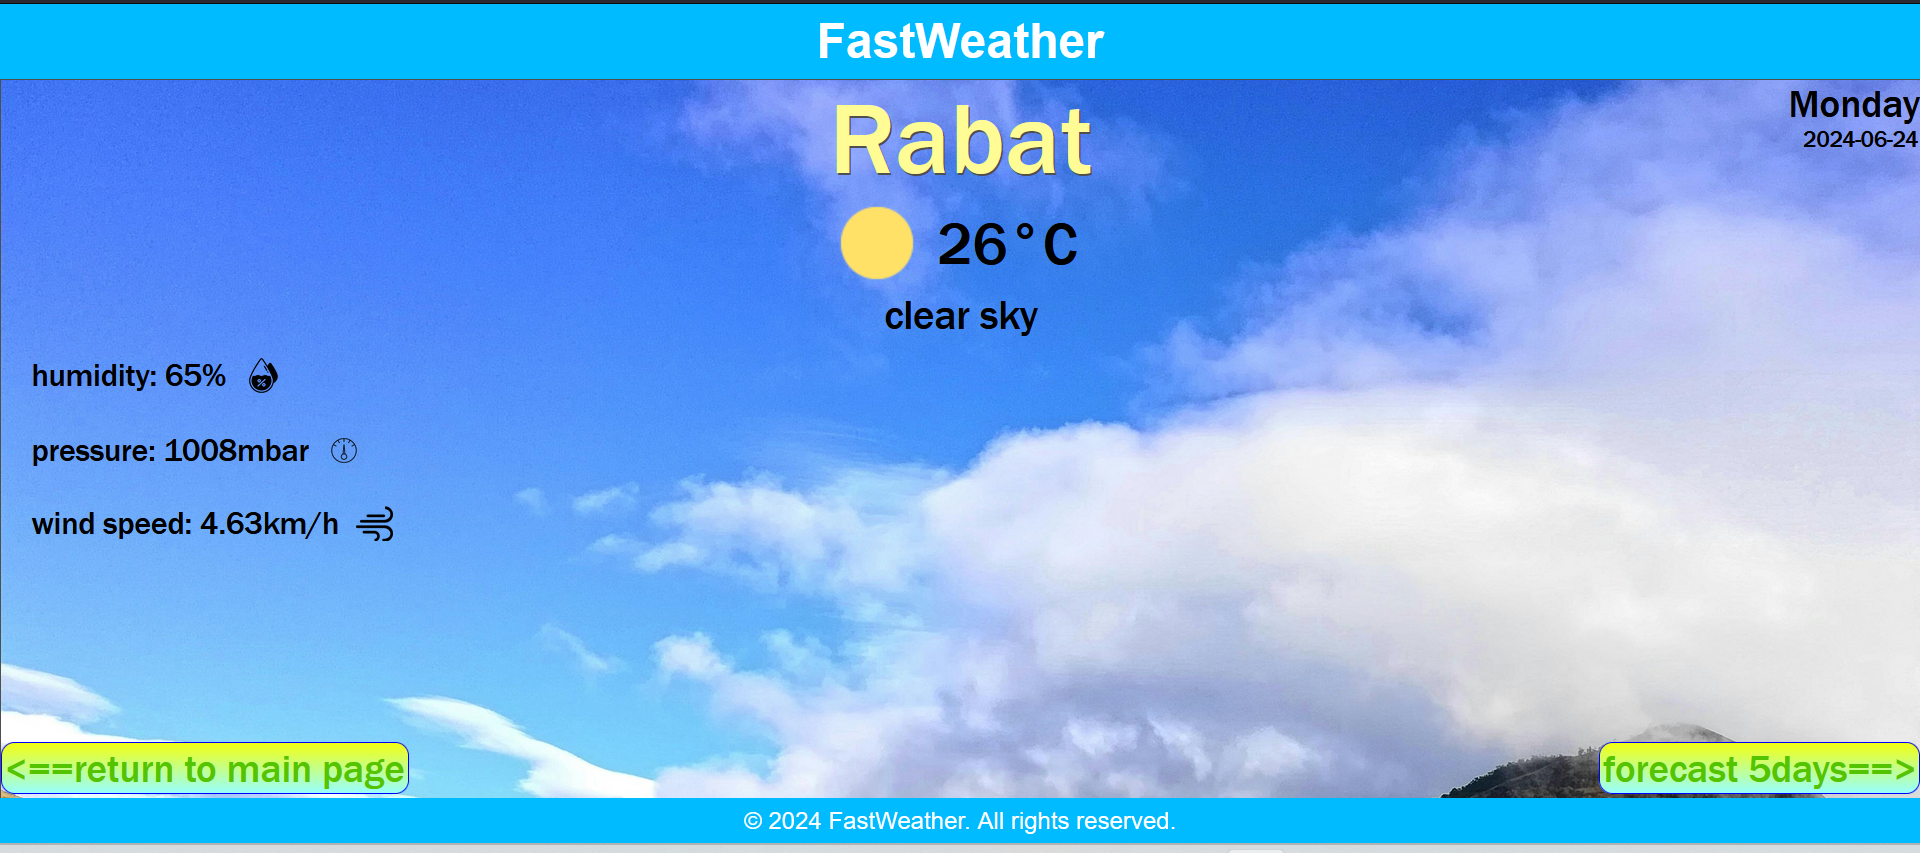 FastWeather
Rabat
Monday
2024-06-24
26°C
clear sky
humidity: 65%
%
pressure: 1008mbar
wind speed: 4.63km/h
<==return to main page
forecast 5days==>
© 2024 FastWeather. All rights reserved.